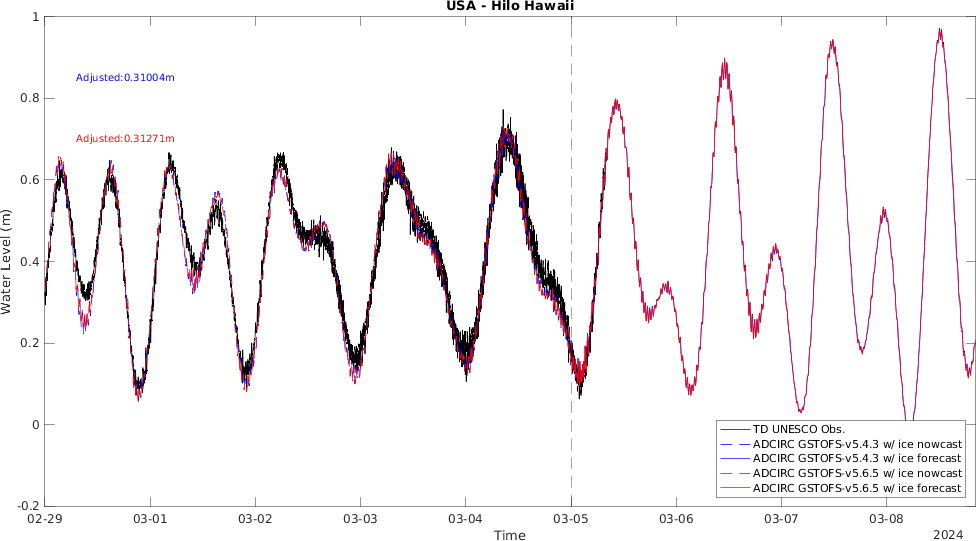 USA - Hilo Hawaii
1
Adjusted:0.31004m
0.8
Adjusted:0.31271m
0.6
Water Level (m)
0.4
0.2
0
TD UNESCO Obs.
ADCIRC GSTOFS-v5.4.3 w/ ice nowcast
ADCIRC GSTOFS-v5.4.3 w/ ice forecast
ADCIRC GSTOFS-v5.6.5 w/ ice nowcast
ADCIRC GSTOFS-v5.6.5 w/ ice forecast
-0.2
02-29 03-01 03-02 03-03 03-04 03-05 03-06 03-07 03-08
Time 2024